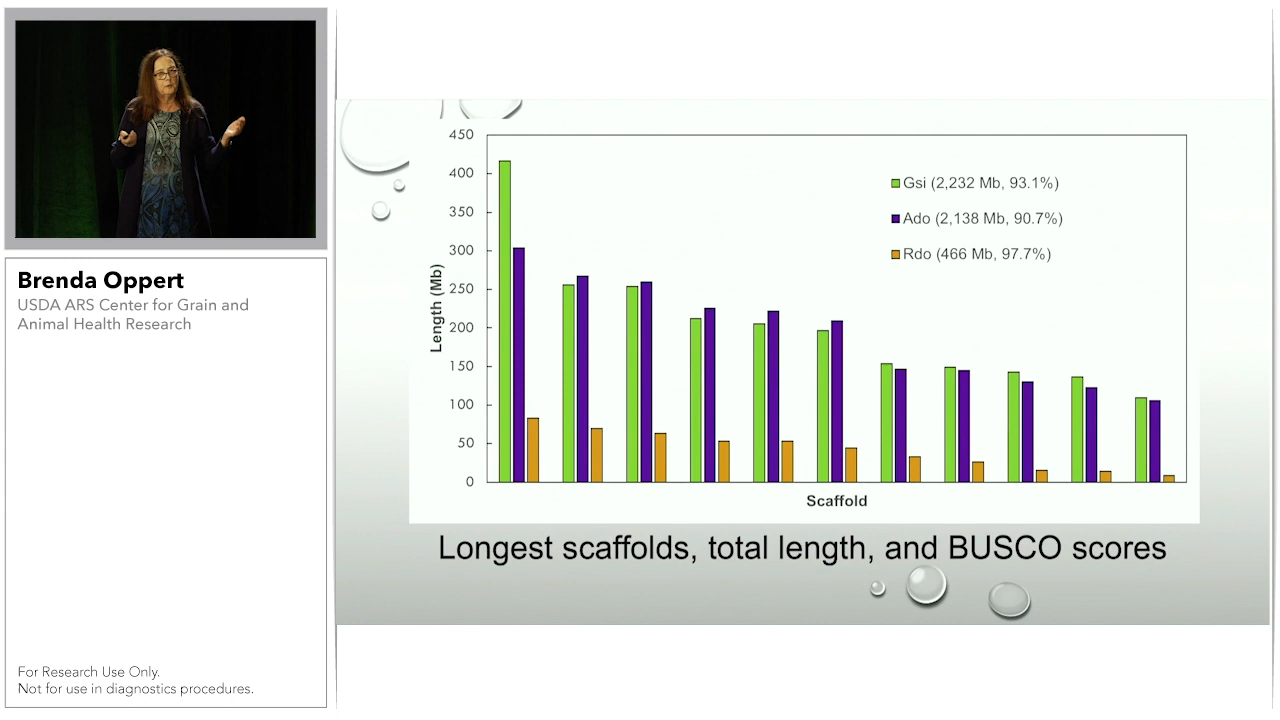 Brenda Oppert
USDA ARS Center for Grain and
Animal Health Research
For Research Use Only.
Not for use in diagnostics procedures.
450
400
350
300
250
200
150
100
50
0
Length (Mb)
Gsi (2,232 Mb, 93.1%)
Ado (2,138 Mb, 90.7%)
Rdo (466 Mb, 97.7%)
Scaffold
Longest scaffolds, total length, and BUSCO scores